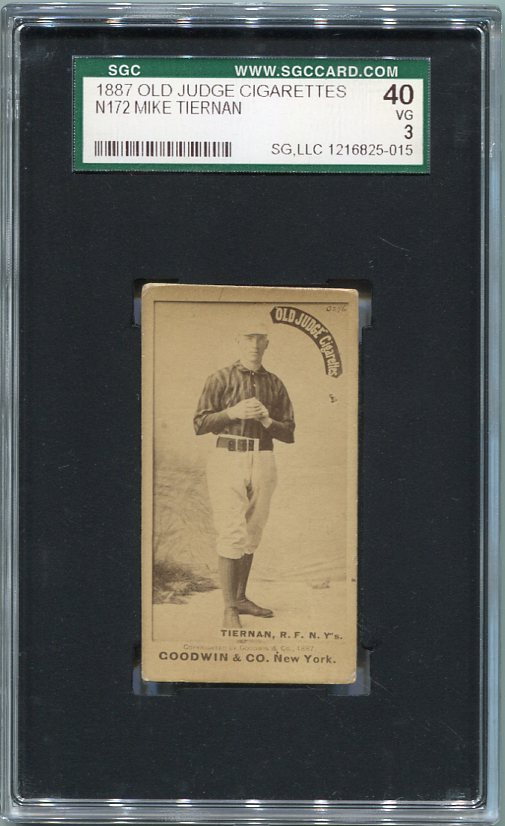 SGC WWW.SGCCARD.COM
1887 OLD JUDGE CIGARETTES
N172 MIKE TIERNAN
40
VG
3
SG,LLC 1216825-015
OLD JUDGE Cigarettes
TIERNAN, R. F. N. Y's.
COPYRIGHTED BY GOODWIN & CO., 1887.
GOODWIN & CO. New York.